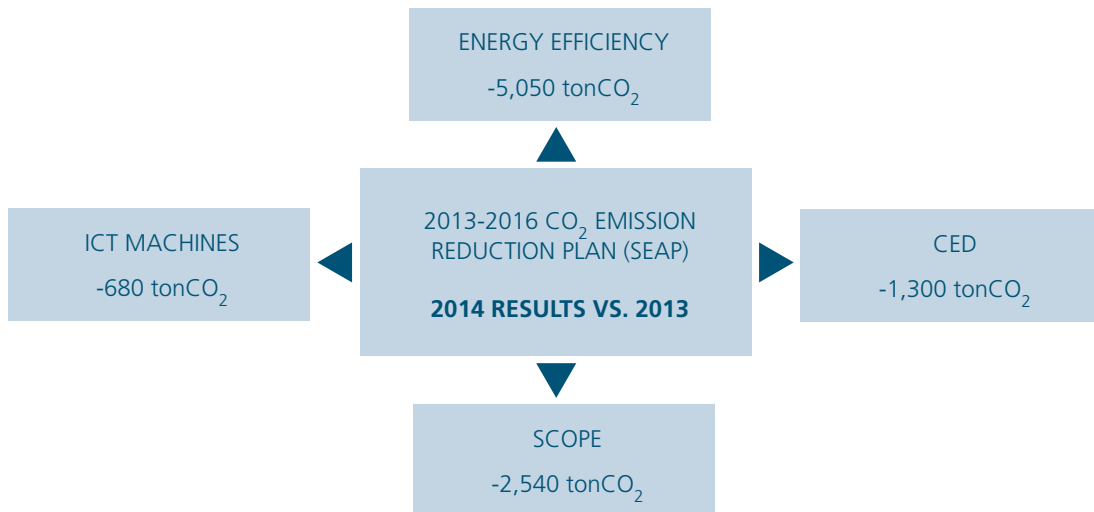 ENERGY EFFICIENCY
-5,050 tonCO₂
2013-2016 CO₂ EMISSION
REDUCTION PLAN (SEAP)
2014 RESULTS VS. 2013
ICT MACHINES
-680 tonCO₂
CED
-1,300 tonCO₂
SCOPE
-2,540 tonCO₂